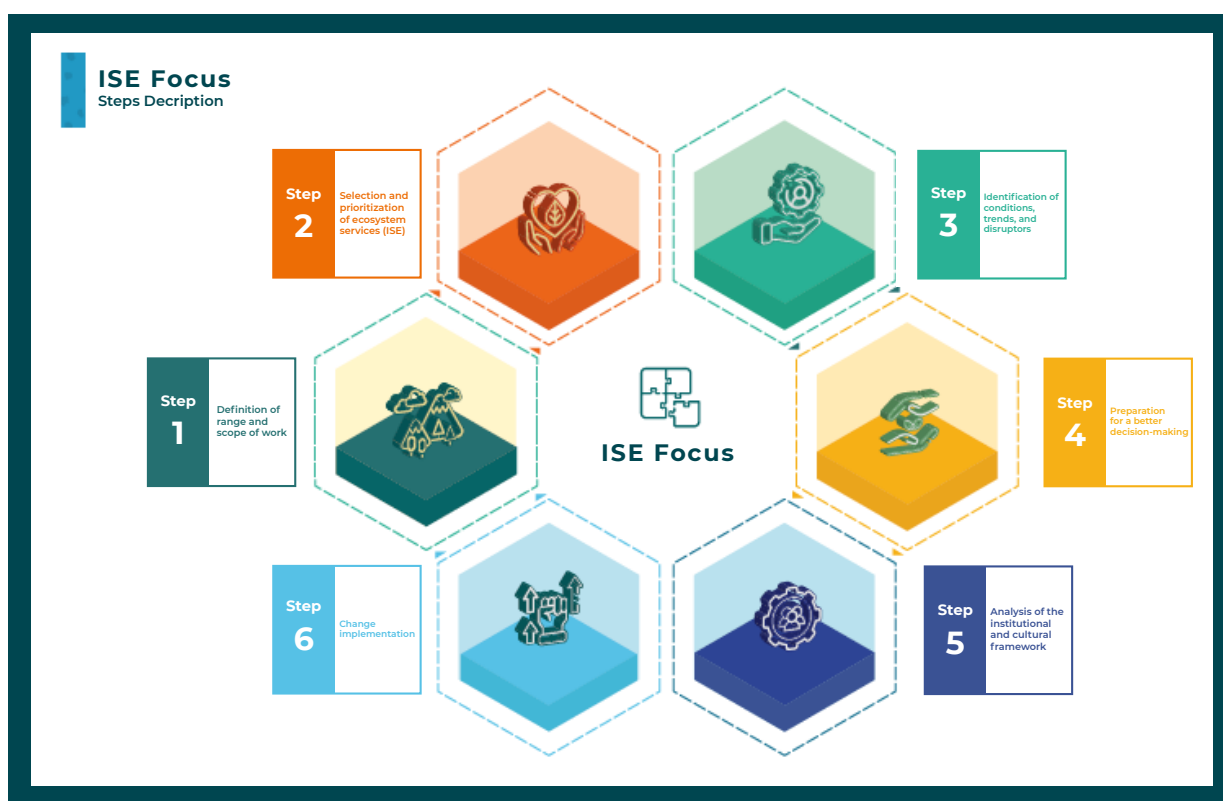 ISE Focus
Steps Decription
Step
1
Definition of
range and
scope of work
Step
2
Selection and
prioritization
of ecosystem
services (ISE)
Step
3
Identification of
conditions,
trends, and
disruptors
Step
4
Preparation
for a better
decision-making
Step
5
Analysis of the
institutional
and cultural
framework
Step
6
Change
implementation
ISE Focus